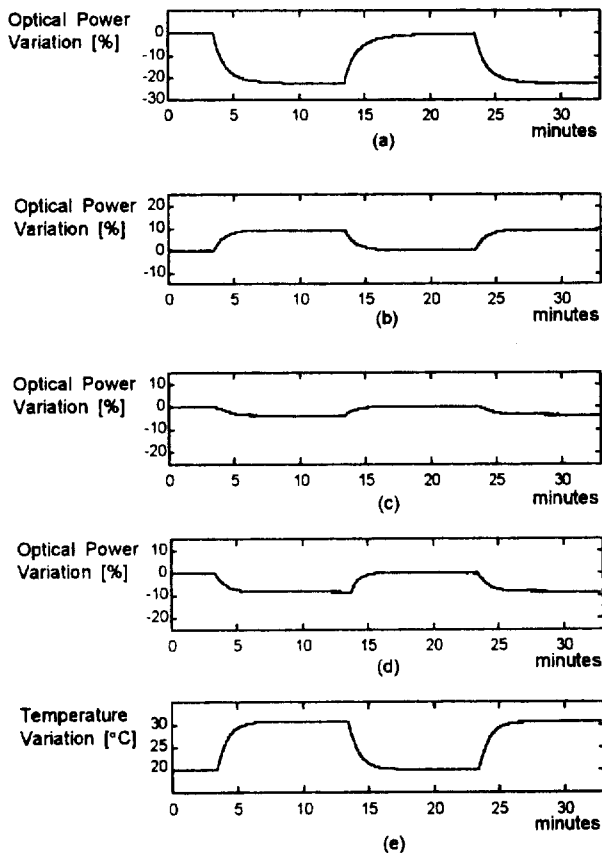 Optical Power
Variation [%]
0
-10
-20
-30
0 5 10 15 20 25 30
minutes
(a)
Optical Power
Variation [%]
20
10
0
-10
0 5 10 15 20 25 30
minutes
(b)
Optical Power
Variation [%]
10
0
-10
-20
0 5 10 15 20 25 30
minutes
(c)
Optical Power
Variation [%]
10
0
-10
-20
0 5 10 15 20 25 30
minutes
(d)
Temperature
Variation [°C]
30
25
20
0 5 10 15 20 25 30
minutes
(e)